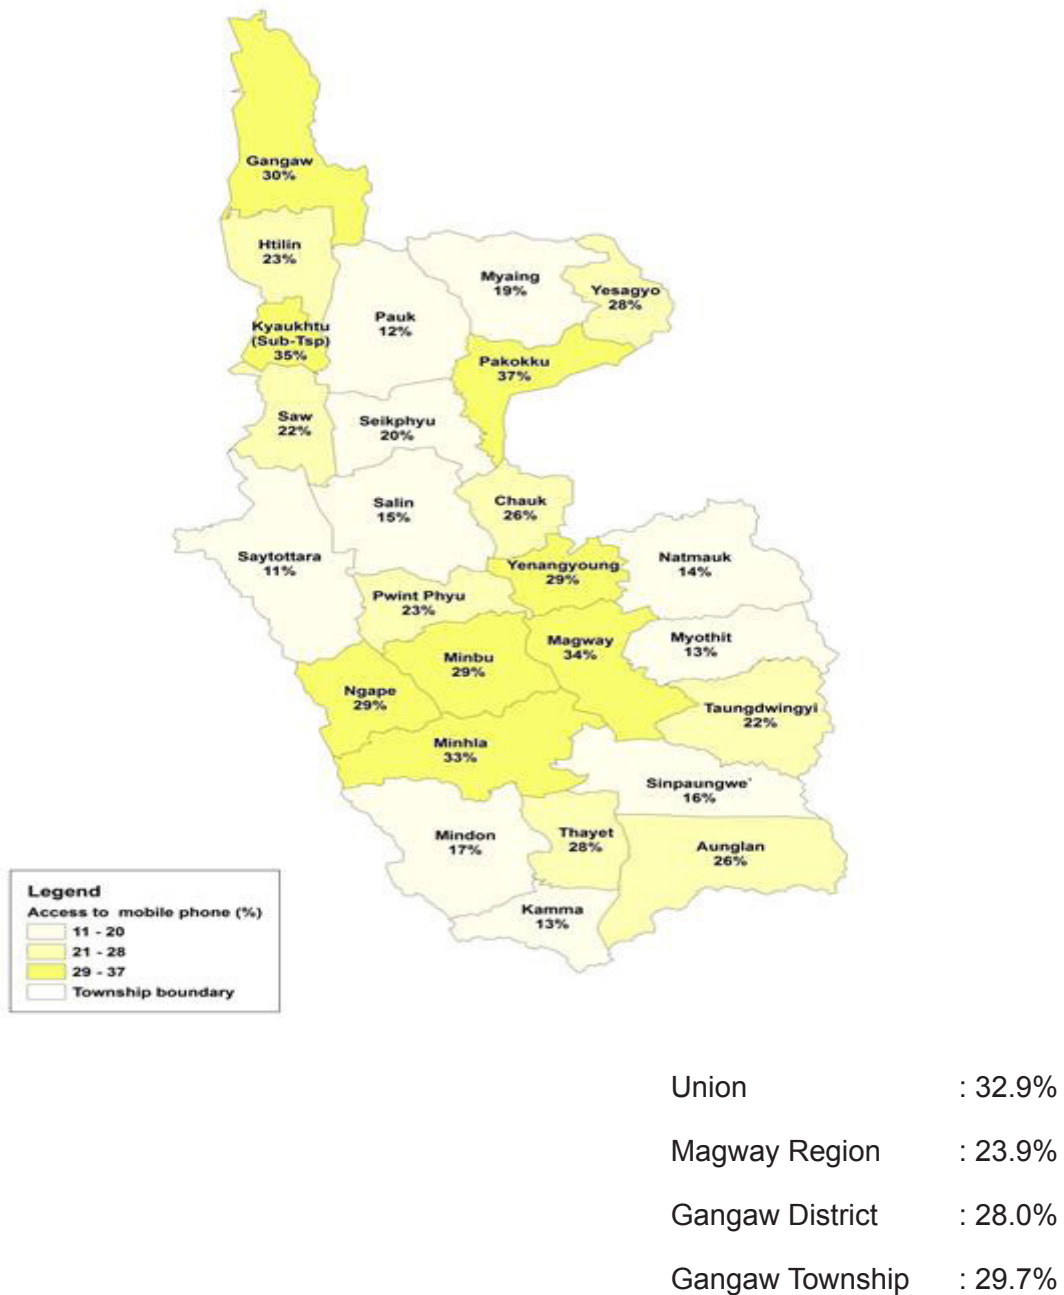 Gangaw
30%
Htilin
23%
Myaing
19%
Yesagyo
28%
Pauk
12%
Kyaukhtu
(Sub-Tsp)
35%
Pakokku
37%
Saw
22%
Seikphyu
20%
Salin
15%
Chauk
26%
Saytottara
11%
Yenangyoung
29%
Natmauk
14%
Pwint Phyu
23%
Magway
34%
Myothit
13%
Minbu
29%
Ngape
29%
Taungdwingyi
22%
Minhla
33%
Sinpaungwe'
16%
Mindon
17%
Thayet
28%
Aunglan
26%
Kamma
13%
Legend
Access to mobile phone (%)
11 - 20
21 - 28
29 - 37
Township boundary
Union : 32.9%
Magway Region : 23.9%
Gangaw District : 28.0%
Gangaw Township : 29.7%